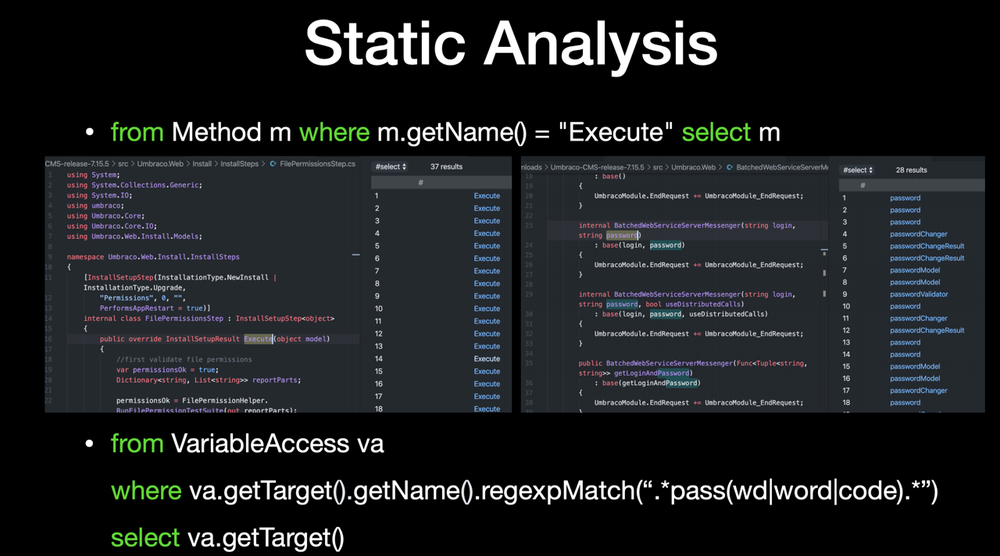 Static Analysis
• from Method m where m.getName() = "Execute" select m
CMS-release-7.15.5 > src > Umbraco.Web > Install > InstallSteps > FilePermissionsStep.cs
1 using System;
2 using System.Collections.Generic;
3 using System.IO;
4 using umbraco;
5 using Umbraco.Core;
6 using Umbraco.Core.IO;
7 using Umbraco.Web.Install.Models;
8
9 namespace Umbraco.Web.Install.InstallSteps
10 {
11 [InstallSetupStep(InstallationType.NewInstall |
InstallationType.Upgrade,
12 "Permissions", 0, "",
13 PerformsAppRestart = true)]
14 internal class FilePermissionsStep : InstallSetupStep<object>
15 {
16 public override InstallSetupResult Execute(object model)
17 {
18 //first validate file permissions
19 var permissionsOk = true;
20 Dictionary<string, List<string>> reportParts;
21
22 permissionsOk = FilePermissionHelper.
RunFilePermissionTestSuite(out reportParts);
#select 37 results
#
1 Execute
2 Execute
3 Execute
4 Execute
5 Execute
6 Execute
7 Execute
8 Execute
9 Execute
10 Execute
11 Execute
12 Execute
13 Execute
14 Execute
15 Execute
16 Execute
17 Execute
18 Execute
nloads > Umbraco-CMS-release-7.15.5 > src > Umbraco.Web > BatchedWebServiceServerMe
18 : base()
19 {
20 UmbracoModule.EndRequest += UmbracoModule_EndRequest;
21 }
22
23 internal BatchedWebServiceServerMessenger(string login,
string password)
24 : base(login, password)
25 {
26 UmbracoModule.EndRequest += UmbracoModule_EndRequest;
27 }
28
29 internal BatchedWebServiceServerMessenger(string login,
string password, bool useDistributedCalls)
30 : base(login, password, useDistributedCalls)
31 {
32 UmbracoModule.EndRequest += UmbracoModule_EndRequest;
33 }
34
35 public BatchedWebServiceServerMessenger(Func<Tuple<string,
string>> getLoginAndPassword)
36 : base(getLoginAndPassword)
37 {
38 UmbracoModule.EndRequest += UmbracoModule_EndRequest;
39 }
#select 28 results
#
1 password
2 password
3 password
4 passwordChanger
5 passwordChangeResult
6 passwordChangeResult
7 passwordModel
8 passwordModel
9 passwordValidator
10 password
11 passwordChanger
12 passwordChangeResult
13 password
14 password
15 passwordModel
16 passwordModel
17 passwordChanger
18 password
• from VariableAccess va
where va.getTarget().getName().regexpMatch(“.*pass(wd|word|code).*”)
select va.getTarget()